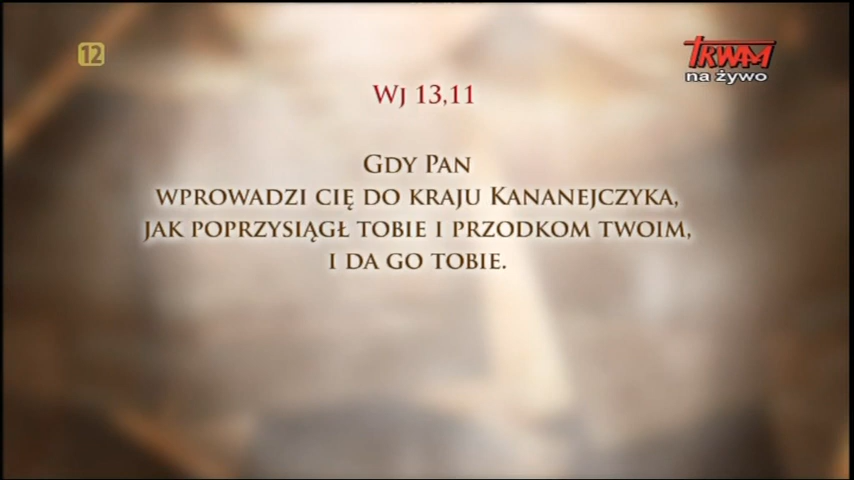 12
TRWAM
na żywo
Wj 13,11
Gdy Pan
wprowadzi cię do kraju Kananejczyka,
jak poprzysiągł tobie i przodkom twoim,
i da go tobie.